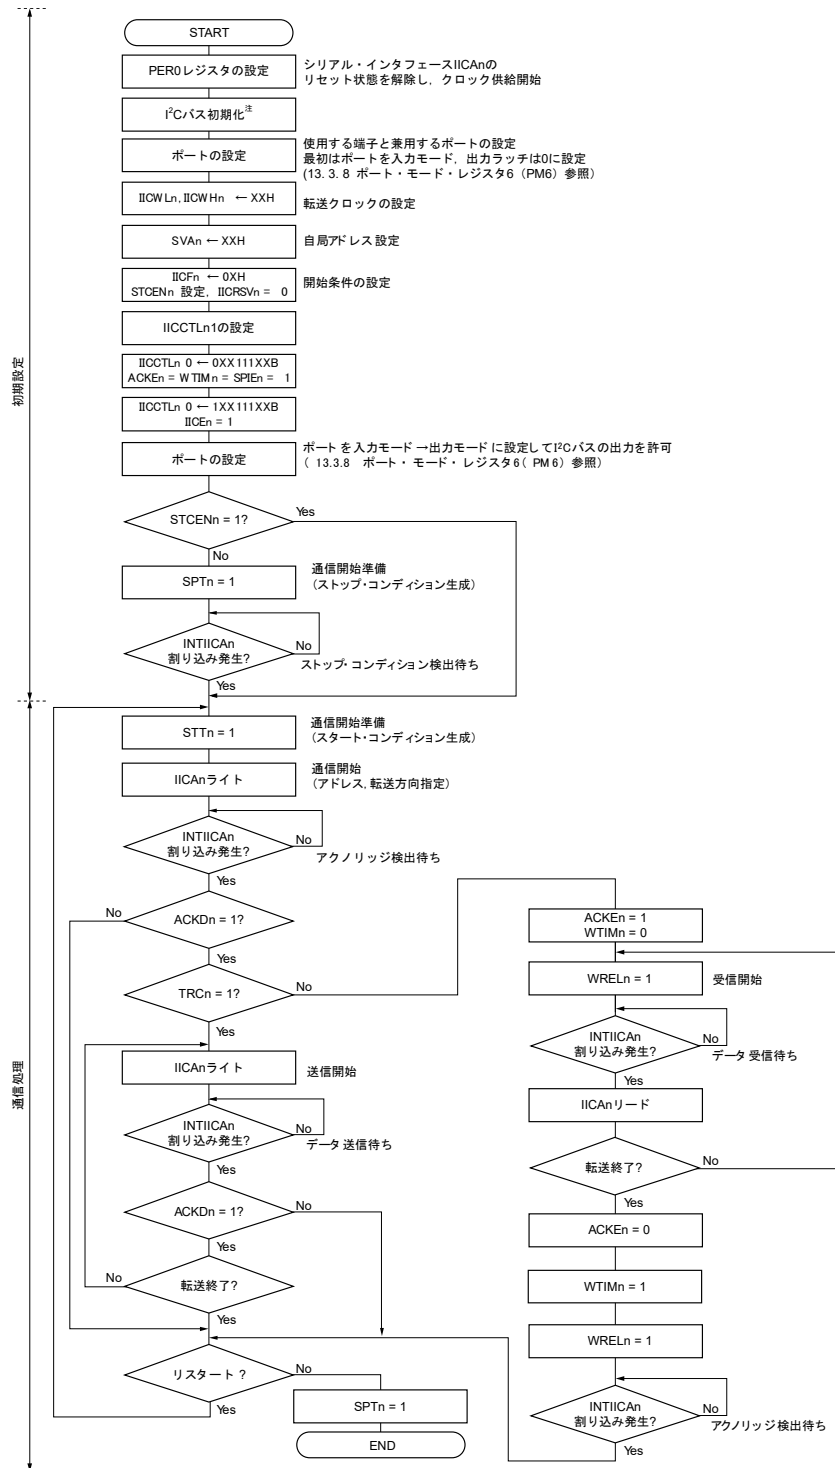 START
PER0レジスタの設定
シリアル・インタフェースIICAnの
リセット状態を解除し，クロック供給開始
I²Cバス初期化注
ポートの設定
使用する端子と兼用するポートの設定
最初はポートを入力モード，出力ラッチは0に設定
(13. 3. 8 ポート・モード・レジスタ6（PM6）参照）
IICWLn, IICWHn ← XXH
転送クロックの設定
SVAn ← XXH
自局アドレス設定
IICFn ← 0XH
STCENn 設定，IICRSVn = 0
開始条件の設定
IICCTLn1の設定
初期設定
IICCTLn 0 ← 0XX111XXB
ACKEn = WTIMn = SPIEn = 1
IICCTLn 0 ← 1XX111XXB
IICEn = 1
ポートの設定
ポートを入力モード→出力モードに設定してI²Cバスの出力を許可
( 13.3.8 ポート・モード・レジスタ6( PM6) 参照）
STCENn = 1?
Yes
No
SPTn = 1
通信開始準備
(ストップ・コンディション生成)
INTIICAn
割り込み発生?
No
ストップ・コンディション検出待ち
Yes
STTn = 1
通信開始準備
(スタート・コンディション生成)
IICAnライト
通信開始
(アドレス，転送方向指定)
INTIICAn
割り込み発生?
No
アクノリッジ検出待ち
Yes
No
ACKDn = 1?
Yes
TRCn = 1?
No
Yes
通信処理
IICAnライト
送信開始
INTIICAn
割り込み発生?
No
データ送信待ち
Yes
ACKDn = 1?
No
Yes
No
転送終了?
Yes
リスタート ?
No
Yes
SPTn = 1
END
ACKEn = 1
WTIMn = 0
WRELn = 1
受信開始
INTIICAn
割り込み発生?
No
データ受信待ち
Yes
IICAnリード
転送終了?
No
Yes
ACKEn = 0
WTIMn = 1
WRELn = 1
INTIICAn
割り込み発生?
No
アクノリッジ検出待ち
Yes